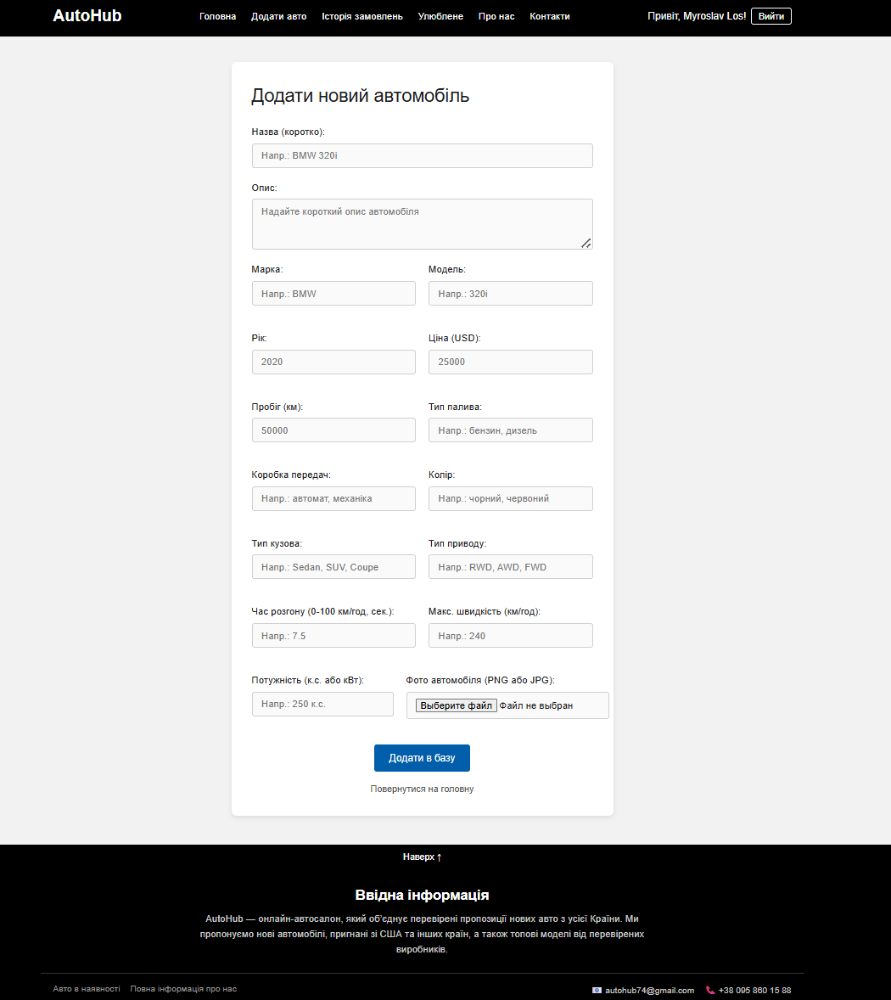 AutoHub
Головна Додати авто Історія замовлень Улюблене Про нас Контакти
Привіт, Myroslav Los! Вийти
Додати новий автомобіль
Назва (коротко):
Напр.: BMW 320i
Опис:
Надайте короткий опис автомобіля
Марка: Модель:
Напр.: BMW Напр.: 320i
Рік: Ціна (USD):
2020 25000
Пробіг (км): Тип палива:
50000 Напр.: бензин, дизель
Коробка передач: Колір:
Напр.: автомат, механіка Напр.: чорний, червоний
Тип кузова: Тип приводу:
Напр.: Sedan, SUV, Coupe Напр.: RWD, AWD, FWD
Час розгону (0-100 км/год, сек.): Макс. швидкість (км/год):
Напр.: 7.5 Напр.: 240
Потужність (к.с. або кВт): Фото автомобіля (PNG або JPG):
Напр.: 250 к.с. Выберите файл Файл не выбран
Додати в базу
Повернутися на головну
Наверх ↑
Ввідна інформація
AutoHub — онлайн-автосалон, який об’єднує перевірені пропозиції нових авто з усієї Країни. Ми
пропонуємо нові автомобілі, пригнані зі США та інших країн, а також топові моделі від перевірених
виробників.
Авто в наявності Повна інформація про нас
autohub74@gmail.com +38 095 860 15 88